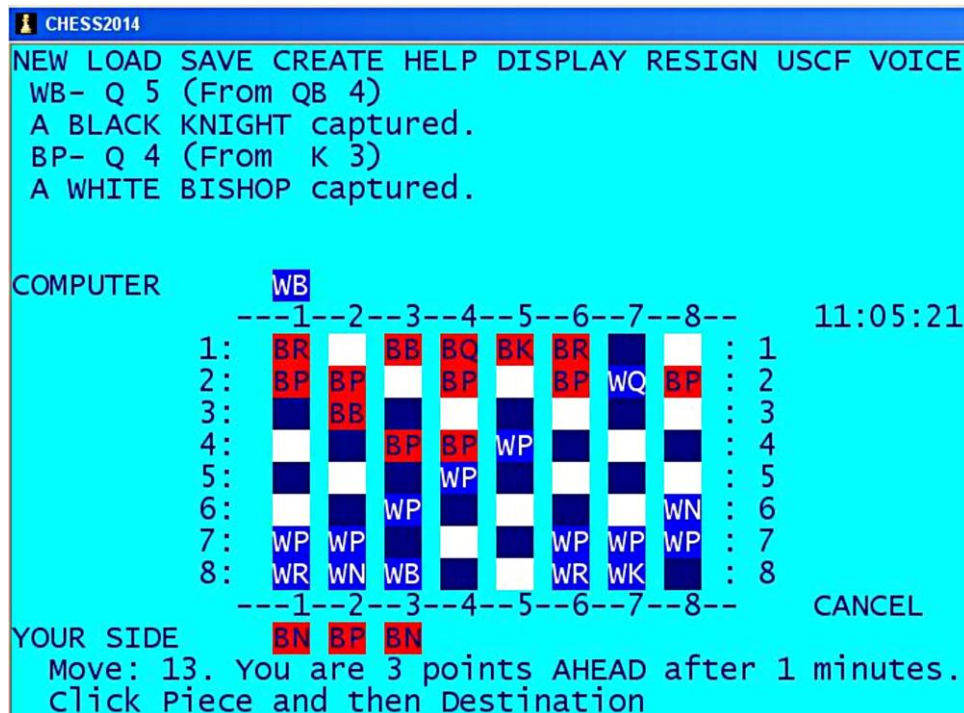 CHESS2014
NEW LOAD SAVE CREATE HELP DISPLAY RESIGN USCF VOICE
WB- Q 5 (From QB 4)
A BLACK KNIGHT captured.
BP- Q 4 (From K 3)
A WHITE BISHOP captured.
COMPUTER WB
---1--2--3--4--5--6--7--8-- 11:05:21
1: BR BB BQ BK BR : 1
2: BP BP BP BP WQ BP : 2
3: BB : 3
4: BP BP WP : 4
5: WP : 5
6: WP WN : 6
7: WP WP WP WP WP : 7
8: WR WN WB WR WK : 8
---1--2--3--4--5--6--7--8-- CANCEL
YOUR SIDE BN BP BN
Move: 13. You are 3 points AHEAD after 1 minutes.
Click Piece and then Destination